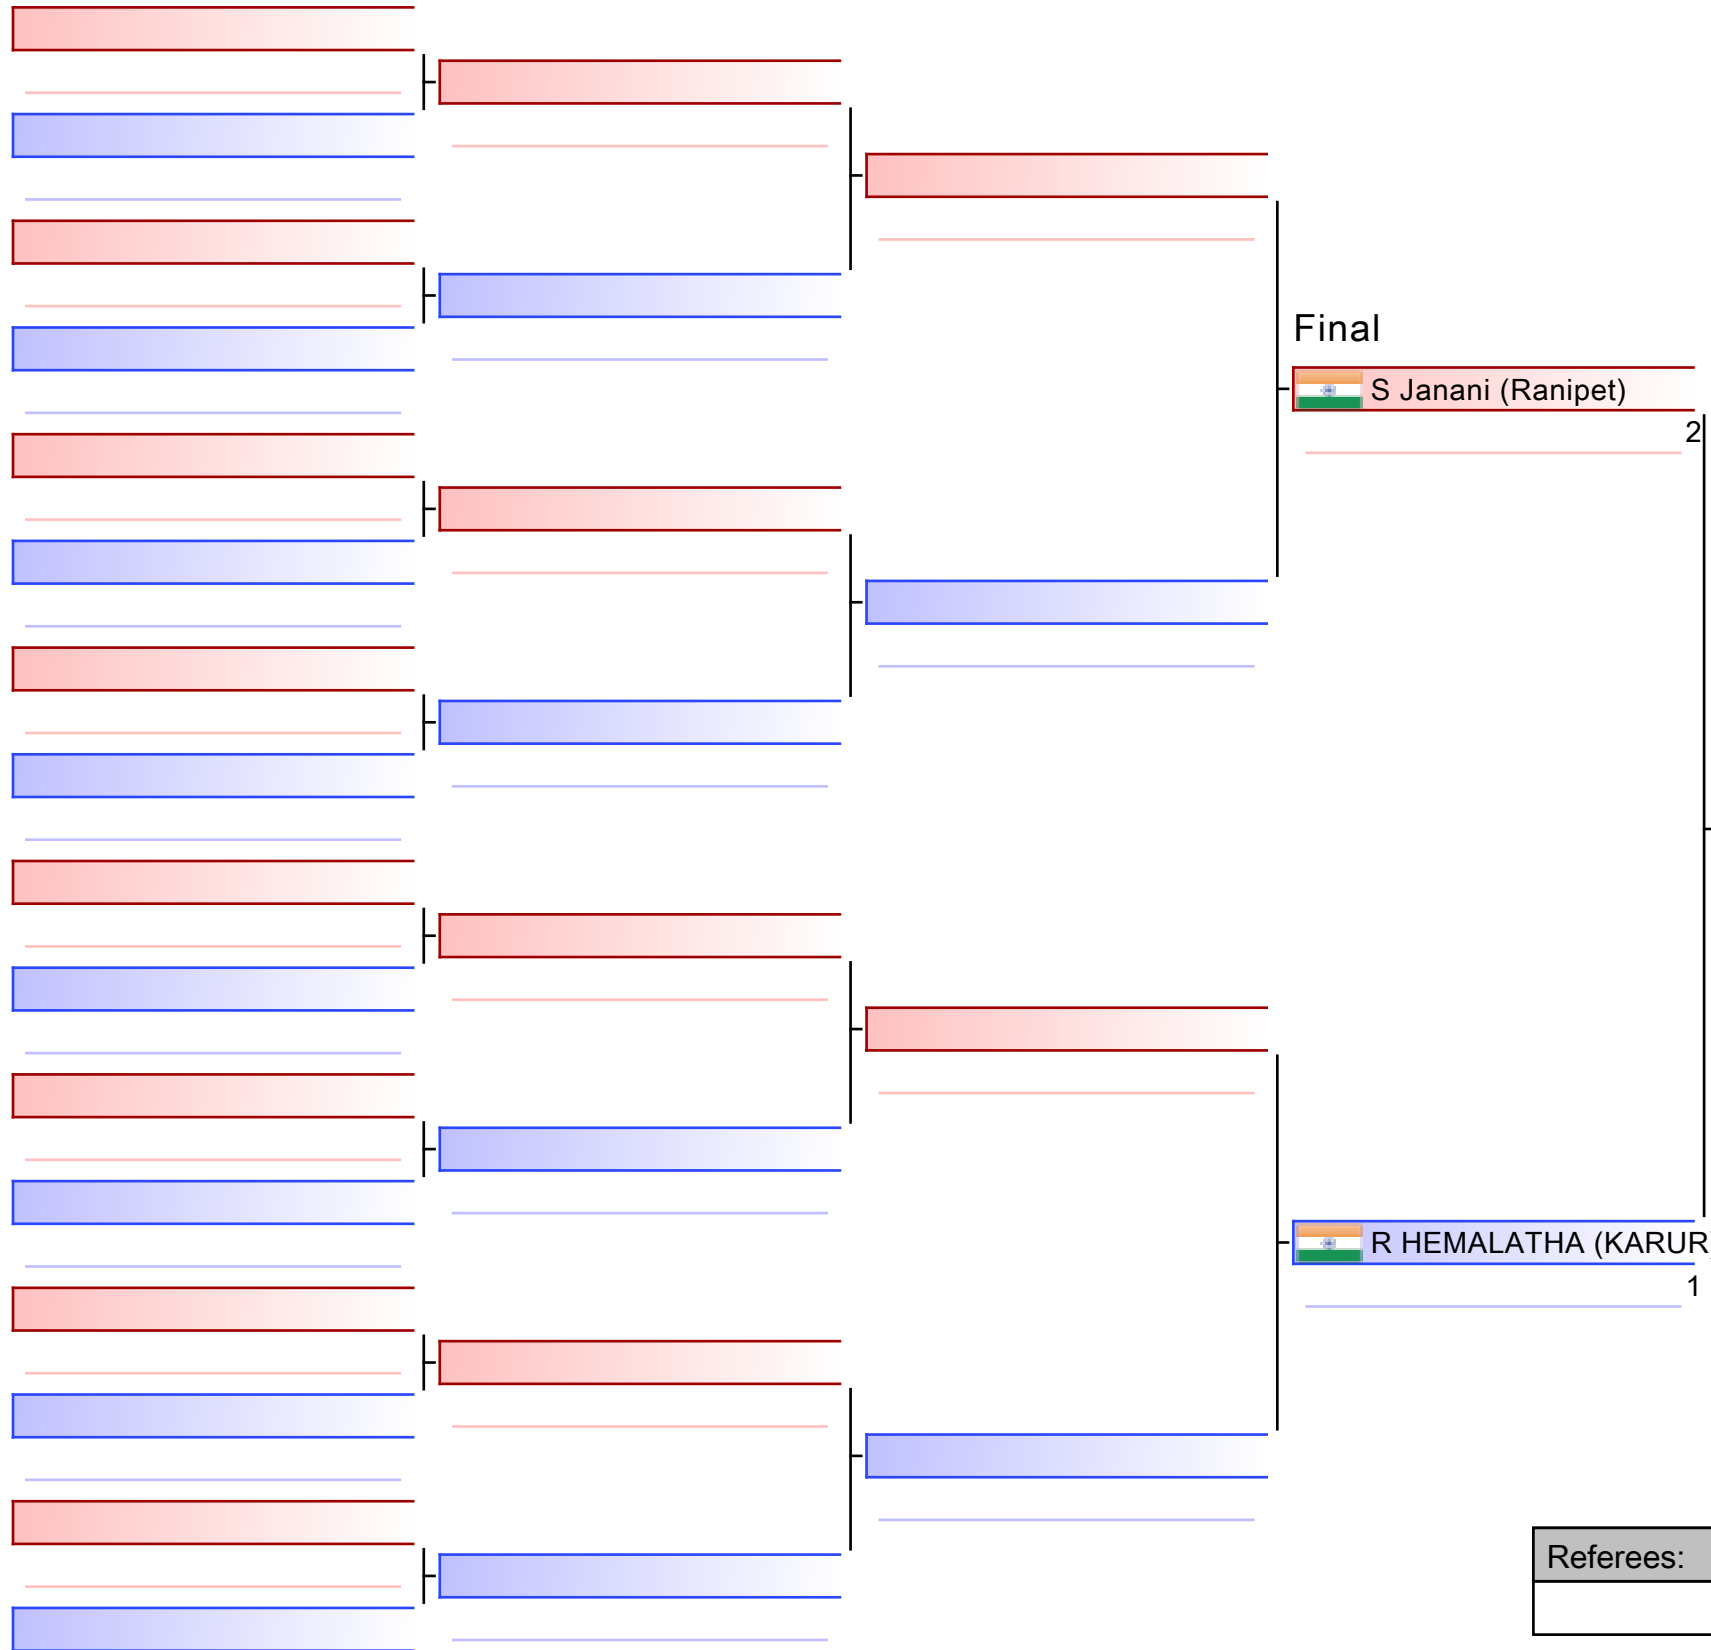 Final
S Janani (Ranipet)
2
R HEMALATHA (KARUR)
1
Referees: